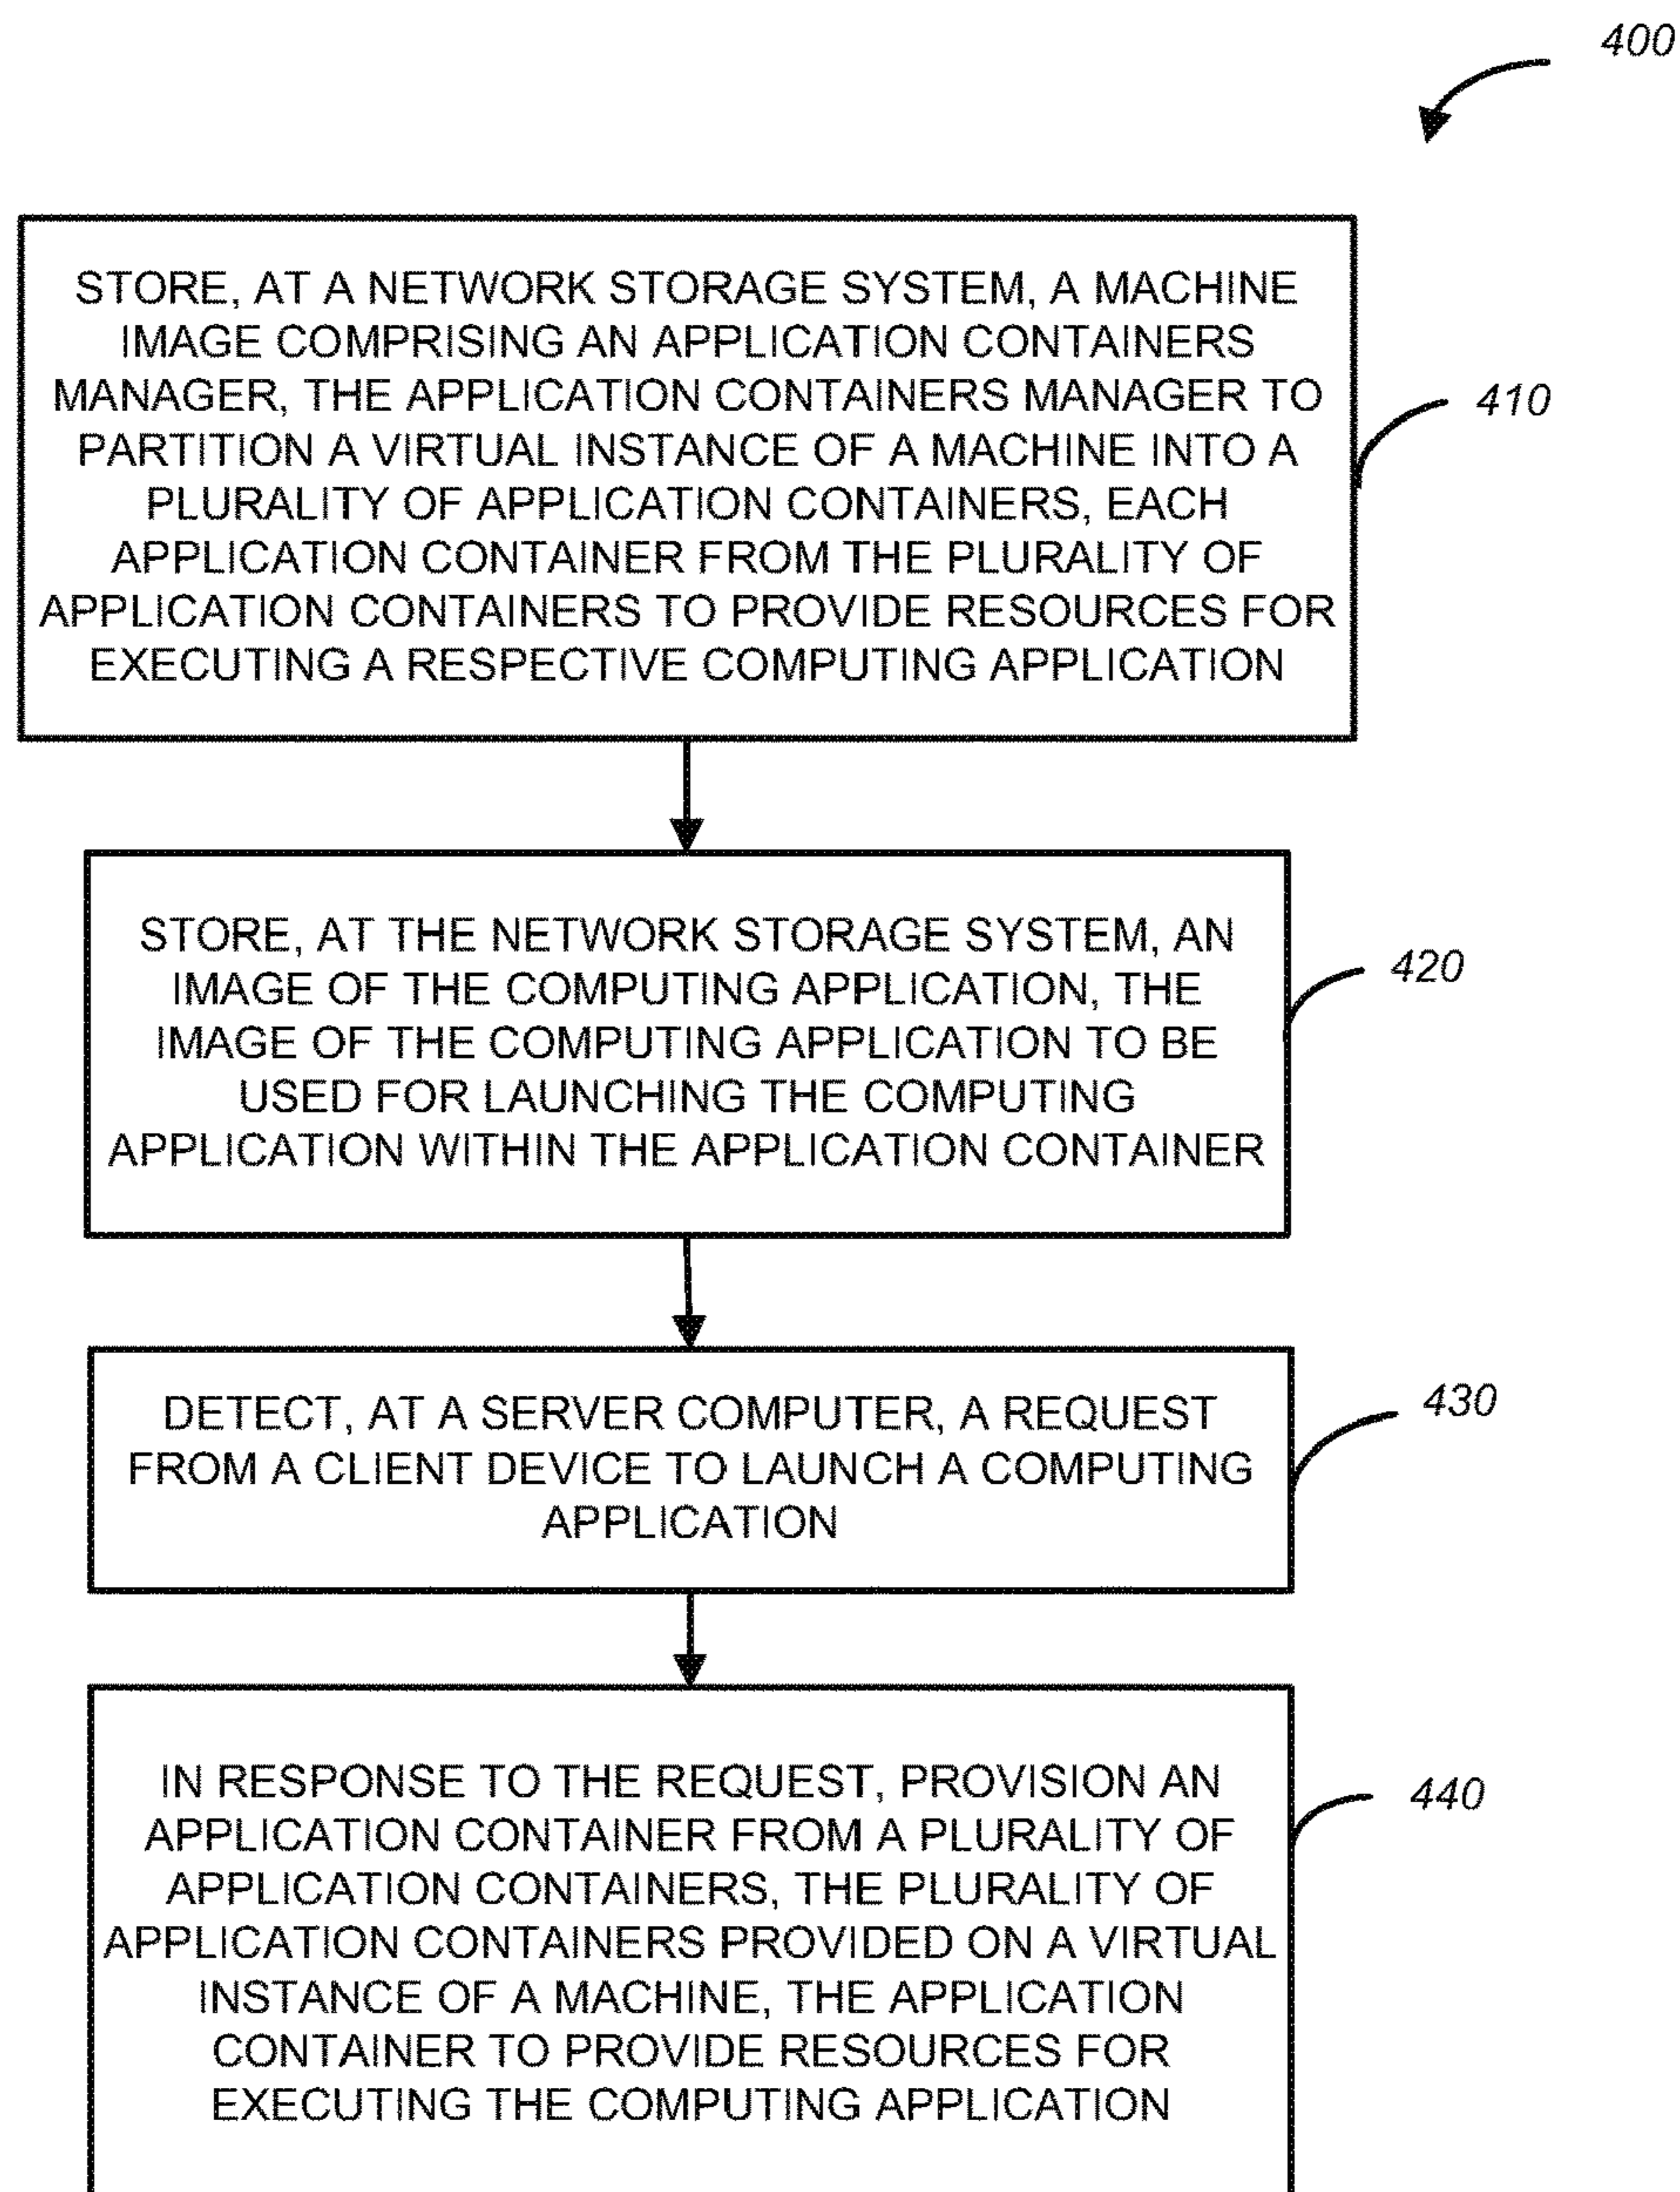 400
STORE, AT A NETWORK STORAGE SYSTEM, A MACHINE
IMAGE COMPRISING AN APPLICATION CONTAINERS
MANAGER, THE APPLICATION CONTAINERS MANAGER TO
PARTITION A VIRTUAL INSTANCE OF A MACHINE INTO A
PLURALITY OF APPLICATION CONTAINERS, EACH
APPLICATION CONTAINER FROM THE PLURALITY OF
APPLICATION CONTAINERS TO PROVIDE RESOURCES FOR
EXECUTING A RESPECTIVE COMPUTING APPLICATION
410
STORE, AT THE NETWORK STORAGE SYSTEM, AN
IMAGE OF THE COMPUTING APPLICATION, THE
IMAGE OF THE COMPUTING APPLICATION TO BE
USED FOR LAUNCHING THE COMPUTING
APPLICATION WITHIN THE APPLICATION CONTAINER
420
DETECT, AT A SERVER COMPUTER, A REQUEST
FROM A CLIENT DEVICE TO LAUNCH A COMPUTING
APPLICATION
430
IN RESPONSE TO THE REQUEST, PROVISION AN
APPLICATION CONTAINER FROM A PLURALITY OF
APPLICATION CONTAINERS, THE PLURALITY OF
APPLICATION CONTAINERS PROVIDED ON A VIRTUAL
INSTANCE OF A MACHINE, THE APPLICATION
CONTAINER TO PROVIDE RESOURCES FOR
EXECUTING THE COMPUTING APPLICATION
440